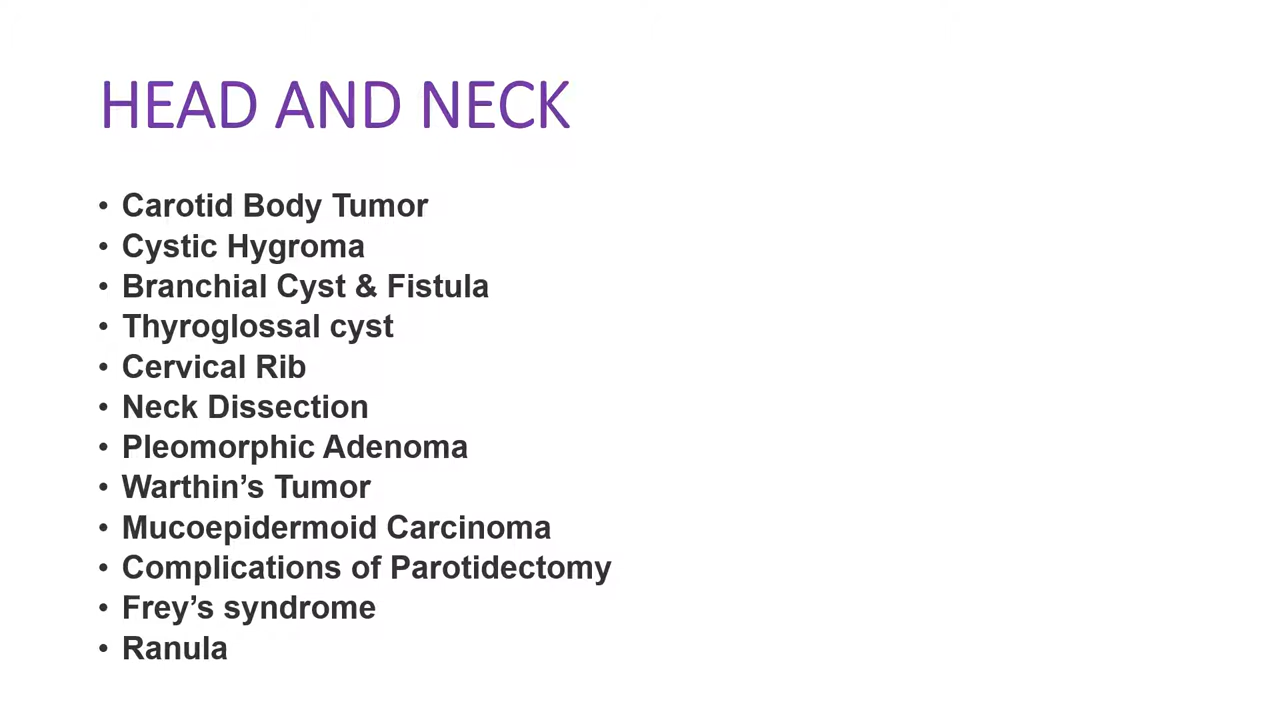 HEAD AND NECK
• Carotid Body Tumor
• Cystic Hygroma
• Branchial Cyst & Fistula
• Thyroglossal cyst
• Cervical Rib
• Neck Dissection
• Pleomorphic Adenoma
• Warthin’s Tumor
• Mucoepidermoid Carcinoma
• Complications of Parotidectomy
• Frey’s syndrome
• Ranula